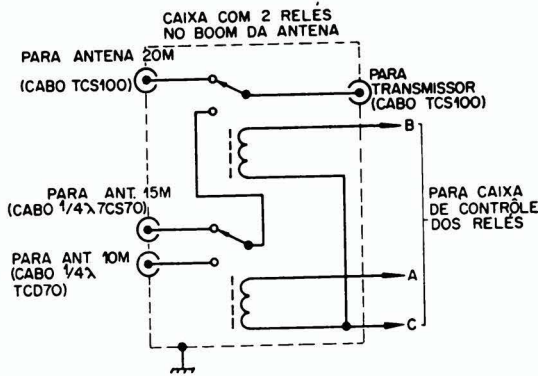 CAIXA COM 2 RELÉS
NO BOOM DA ANTENA
PARA ANTENA 20M
(CABO TCS100)
PARA
TRANSMISSOR
(CABO TCS100)
B
PARA ANT. 15M
(CABO 1/4λ 7CS70)
PARA CAIXA
DE CONTRÔLE
DOS RELÉS
PARA ANT 10M
(CABO 1/4λ
TCD70)
A
C